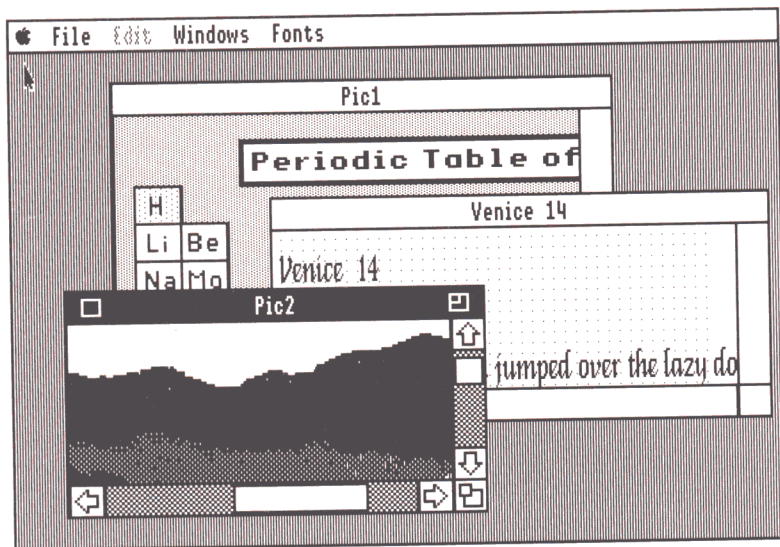 File Edit Windows Fonts
Pic1
Periodic Table of
H
Li Be
Na Mg
Venice 14
Venice 14
jumped over the lazy do
Pic2